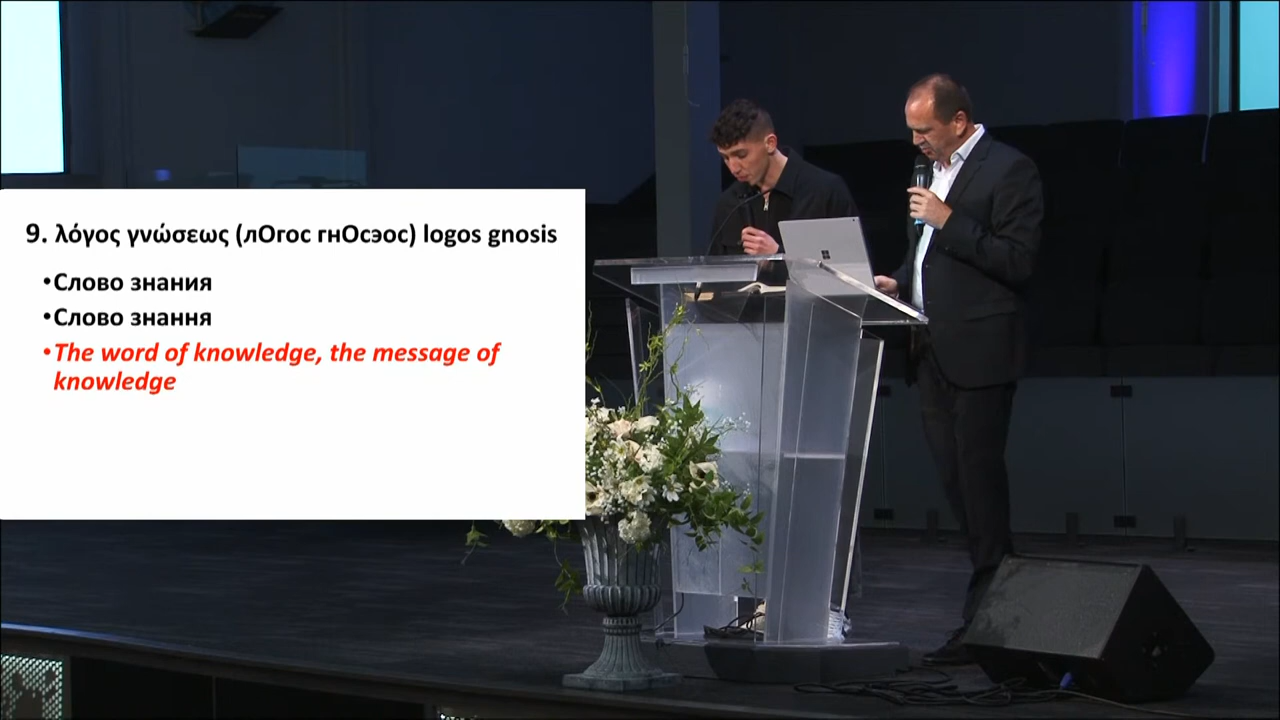 9. λόγος γνώσεως (лОгос гнОсэос) logos gnosis
•Слово знания
•Слово знання
•The word of knowledge, the message of
knowledge